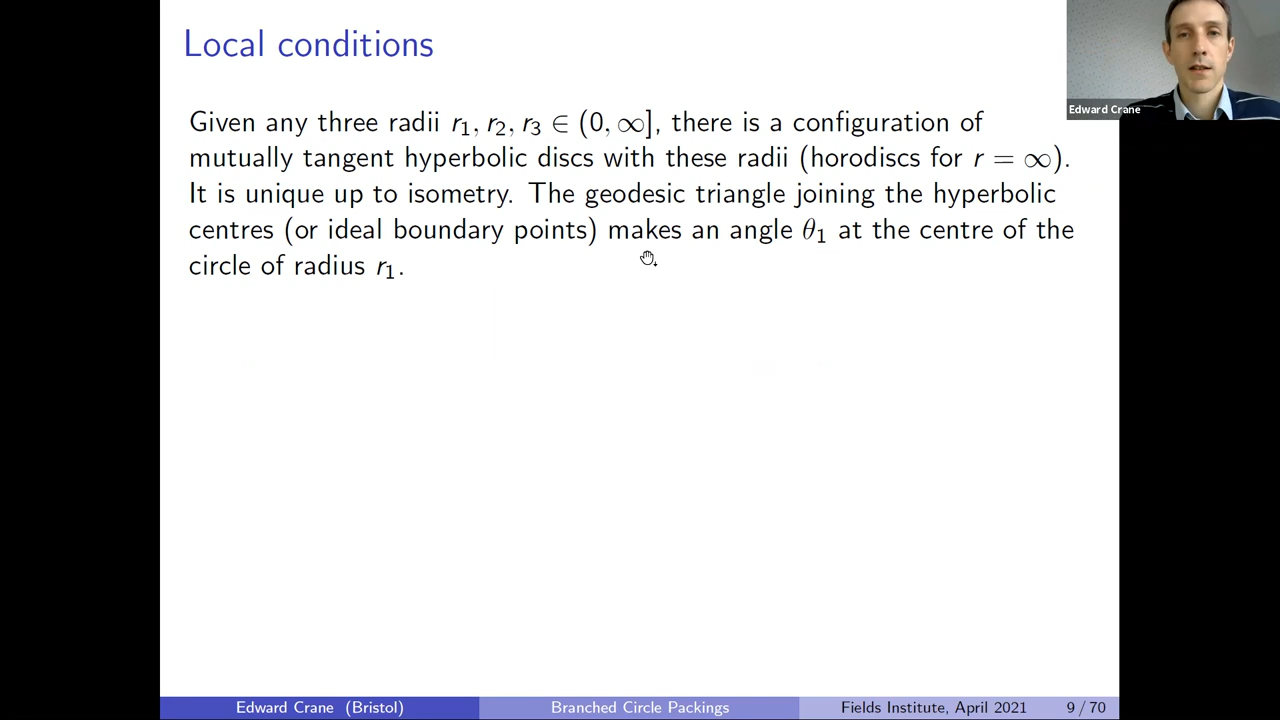 Local conditions
Edward Crane
Given any three radii r₁, r₂, r₃ ∈ (0, ∞], there is a configuration of
mutually tangent hyperbolic discs with these radii (horodiscs for r = ∞).
It is unique up to isometry. The geodesic triangle joining the hyperbolic
centres (or ideal boundary points) makes an angle θ₁ at the centre of the
circle of radius r₁.
Edward Crane (Bristol) Branched Circle Packings Fields Institute, April 2021 9 / 70